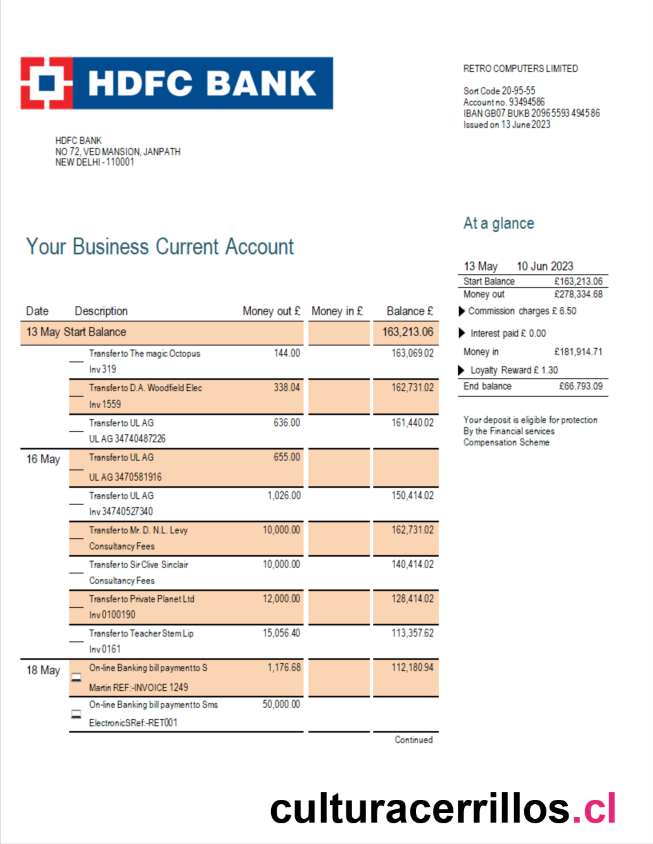 HDFC BANK
RETRO COMPUTERS LIMITED
Sort Code 20-95-55
Account no. 93494586
IBAN GB07 BUKB 2096 5593 4945 86
Issued on 13 June 2023
HDFC BANK
NO 72, VED MANSION, JANPATH
NEW DELHI - 110001
At a glance
Your Business Current Account
13 May 10 Jun 2023
Start Balance £163,213.06
Money out £278,334.68
Commission charges £ 6.50
Interest paid £ 0.00
Money in £181,914.71
Loyalty Reward £ 1.30
End balance £66.793.09
Your deposit is eligible for protection
By the Financial services
Compensation Scheme
Date Description Money out £ Money in £ Balance £
13 May Start Balance 163,213.06
Transfer to The magic Octopus 144.00 163,069.02
Inv 319
Transfer to D.A. Woodfield Elec 338.04 162,731.02
Inv 1559
Transfer to UL AG 636.00 161,440.02
UL AG 34740487226
16 May Transfer to UL AG 655.00
UL AG 3470581916
Transfer to UL AG 1,026.00 150,414.02
Inv 34740527340
Transfer to Mr. D. N.L. Levy 10,000.00 162,731.02
Consultancy Fees
Transfer to Sir Clive Sinclair 10,000.00 140,414.02
Consultancy Fees
Transfer to Private Planet Ltd 12,000.00 128,414.02
Inv 0100190
Transfer to Teacher Stem Lip 15,056.40 113,357.62
Inv 0161
18 May On-line Banking bill payment to S 1,176.68 112,180.94
Martin REF:-INVOICE 1249
On-line Banking bill payment to Sms 50,000.00
ElectronicSRef:-RET001
Continued
culturacerrillos.cl